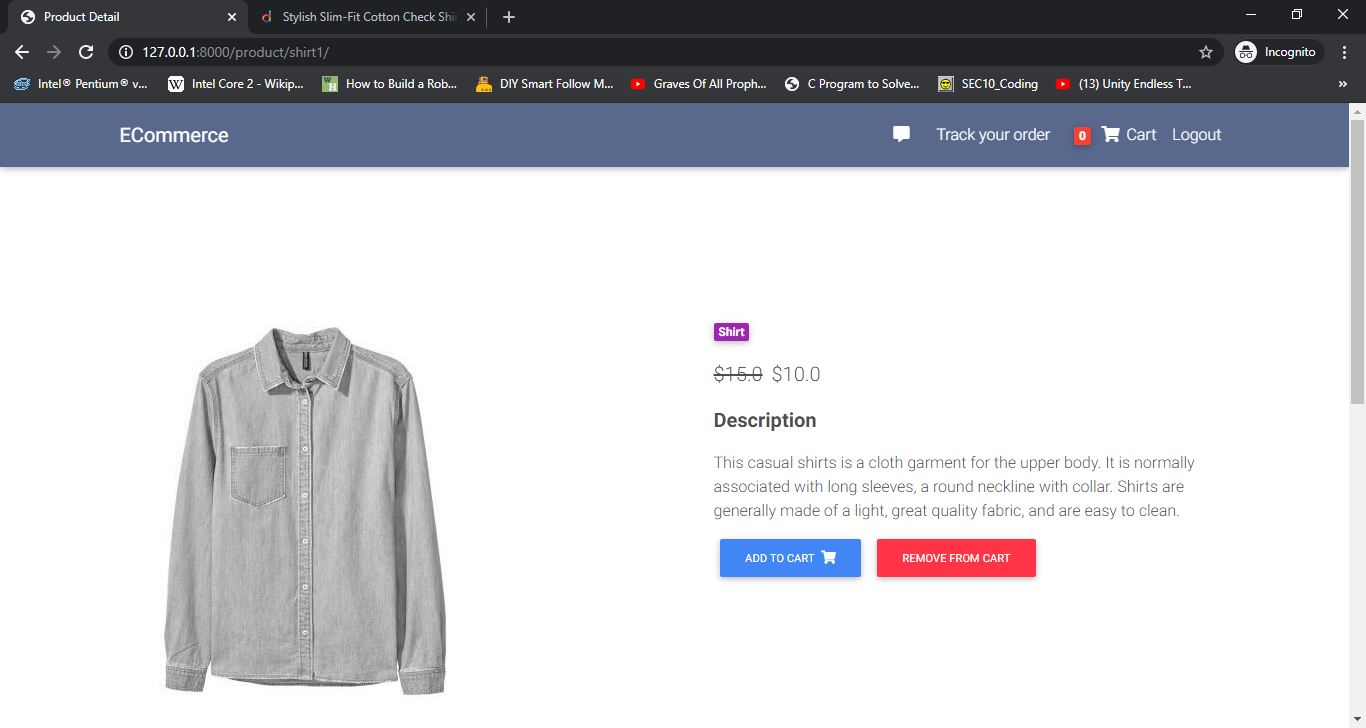 Product Detail
Stylish Slim-Fit Cotton Check Shir
127.0.0.1:8000/product/shirt1/
Incognito
Intel® Pentium® v...
Intel Core 2 - Wikip...
How to Build a Rob...
DIY Smart Follow M...
Graves Of All Proph...
C Program to Solve...
SEC10_Coding
(13) Unity Endless T...
»
ECommerce
Track your order
0
Cart
Logout
Shirt
$15.0 $10.0
Description
This casual shirts is a cloth garment for the upper body. It is normally
associated with long sleeves, a round neckline with collar. Shirts are
generally made of a light, great quality fabric, and are easy to clean.
ADD TO CART
REMOVE FROM CART